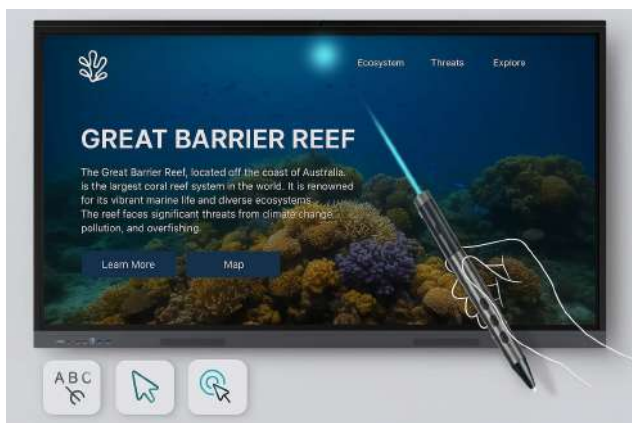 Ecosystem Threats Explore
GREAT BARRIER REEF
The Great Barrier Reef, located off the coast of Australia,
is the largest coral reef system in the world. It is renowned
for its vibrant marine life and diverse ecosystems
The reef faces significant threats from climate change,
pollution, and overfishing.
Learn More Map
ABC